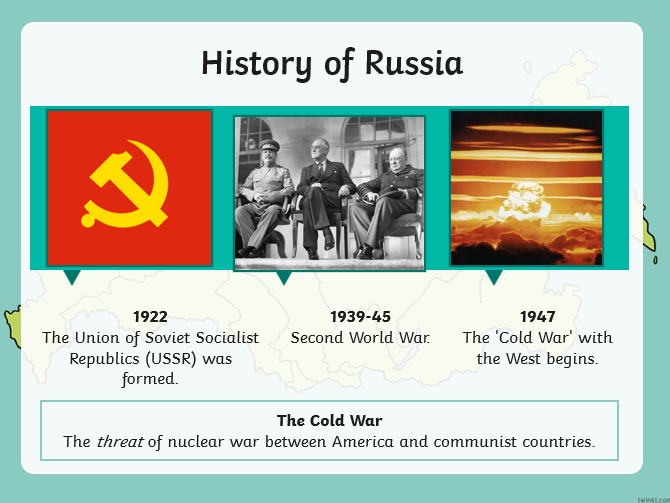 History of Russia
1922
The Union of Soviet Socialist
Republics (USSR) was
formed.
1939-45
Second World War.
1947
The 'Cold War' with
the West begins.
The Cold War
The threat of nuclear war between America and communist countries.
twinkl.com